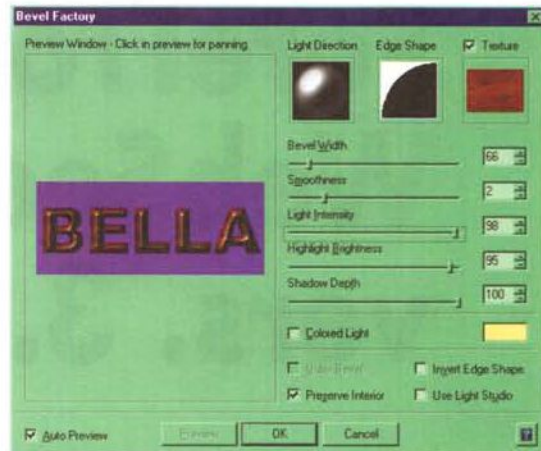 Bevel Factory
Preview Window - Click in preview for panning.
Light Direction Edge Shape Texture
BELLA
Bevel Width 66
Smoothness 2
Light Intensity 98
Highlight Brightness 95
Shadow Depth 100
Colored Light
Invert Edge Shape
Preserve Interior Use Light Studio
Auto Preview Preview OK Cancel ?